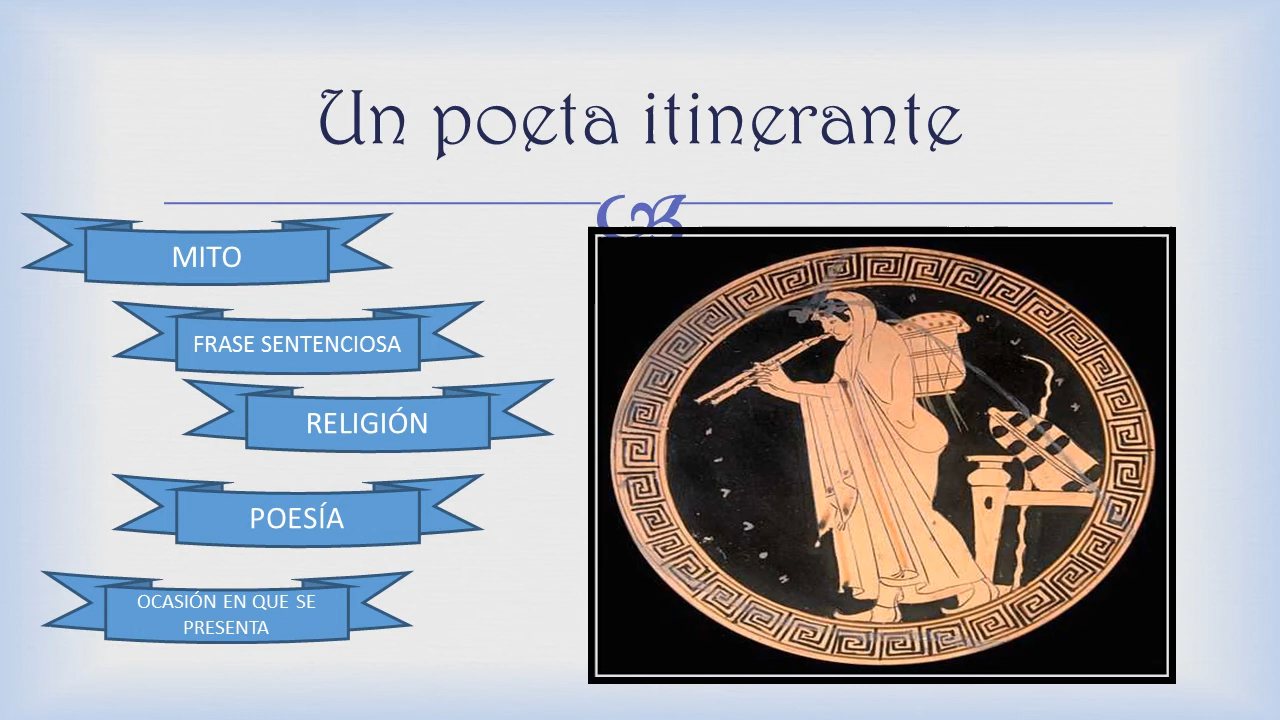 Un poeta itinerante
MITO
FRASE SENTENCIOSA
RELIGIÓN
POESÍA
OCASIÓN EN QUE SE
PRESENTA